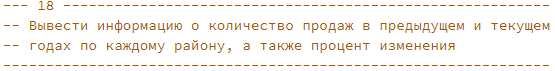 --- 18 ------------------------------------------------------------
-- Вывести информацию о количество продаж в предыдущем и текущем
-- годах по каждому району, а также процент изменения
-------------------------------------------------------------------